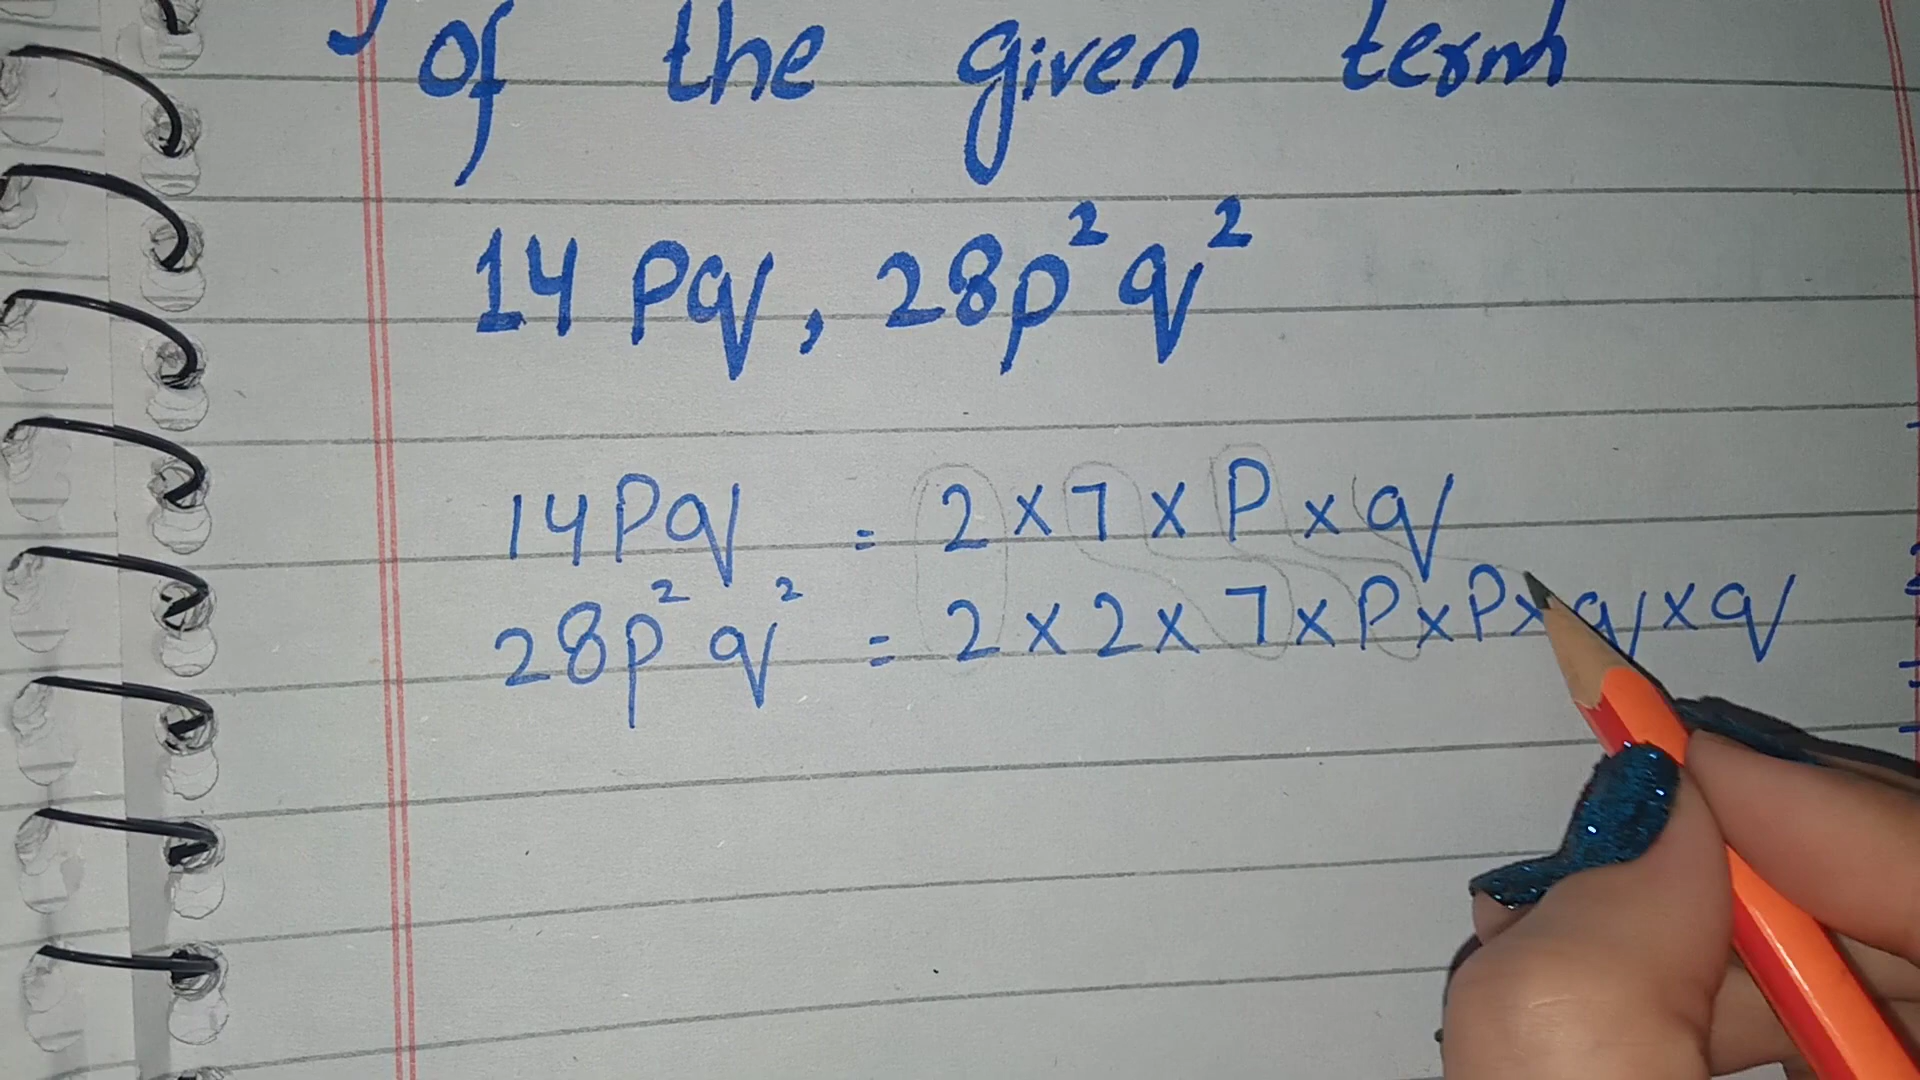 of the given term
14 pq, 28p²q²
14pq = 2×7×p×q
28p²q² = 2×2×7×p×p×q×q